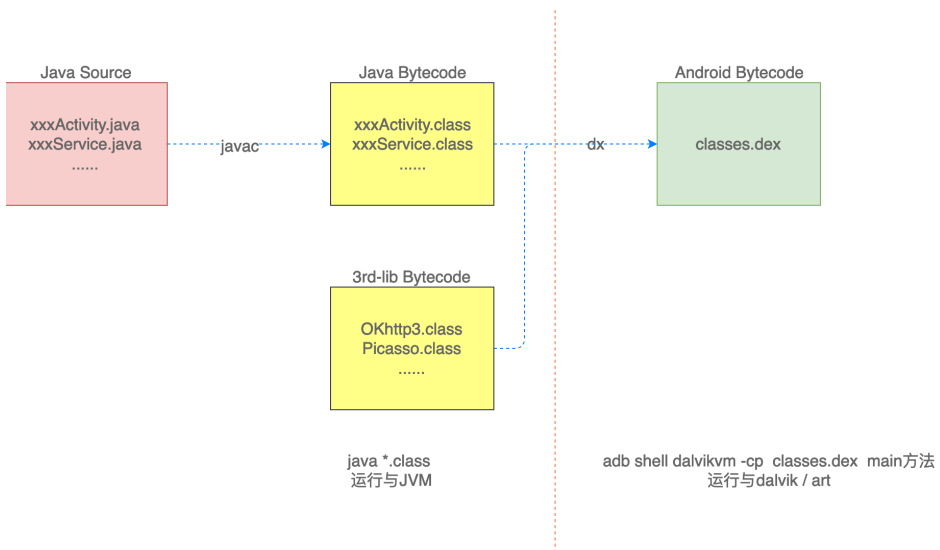 Java Source
xxxActivity.java
xxxService.java
......
javac
Java Bytecode
xxxActivity.class
xxxService.class
......
dx
Android Bytecode
classes.dex
3rd-lib Bytecode
OKhttp3.class
Picasso.class
......
java *.class
运行与JVM
adb shell dalvikvm -cp classes.dex main方法
运行与dalvik / art